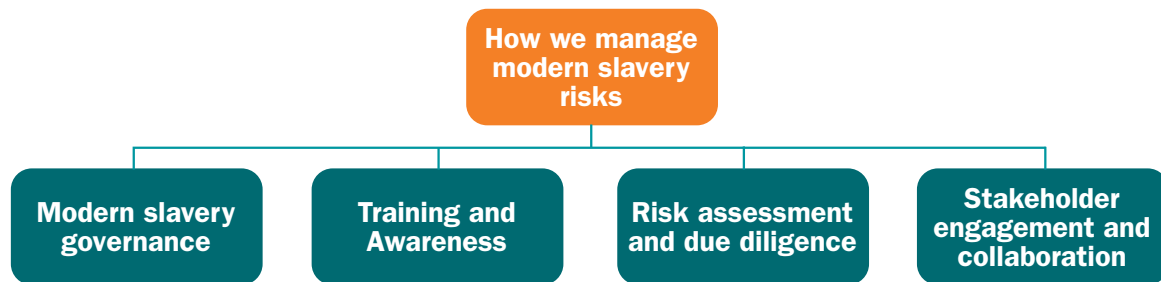 How we manage
modern slavery
risks
Modern slavery
governance
Training and
Awareness
Risk assessment
and due diligence
Stakeholder
engagement and
collaboration